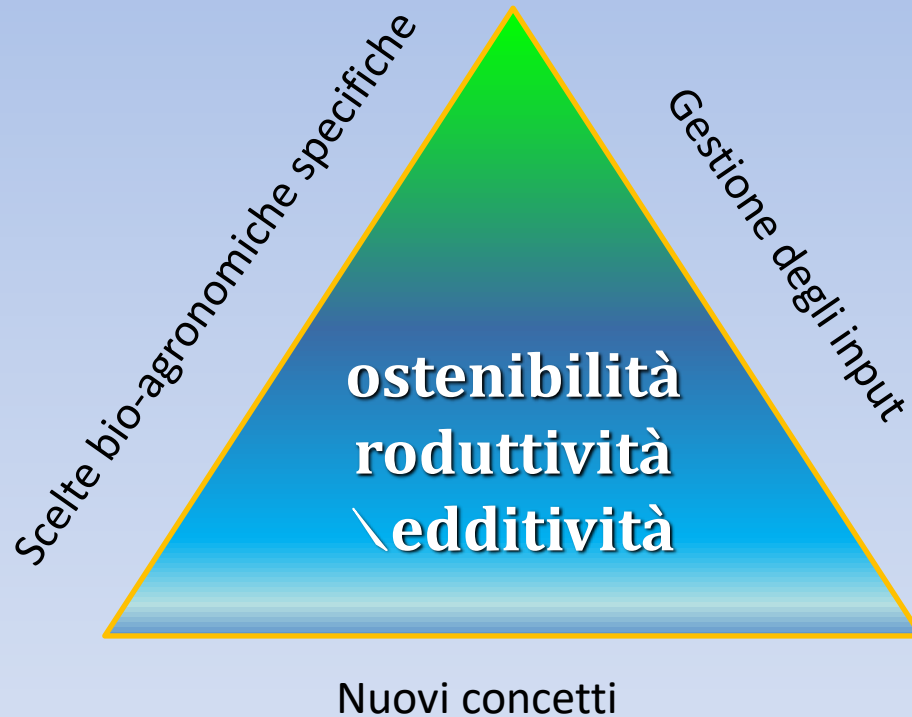 Scelte bio-agronomiche specifiche
Gestione degli input
ostenibilità
roduttività
\edditività
Nuovi concetti